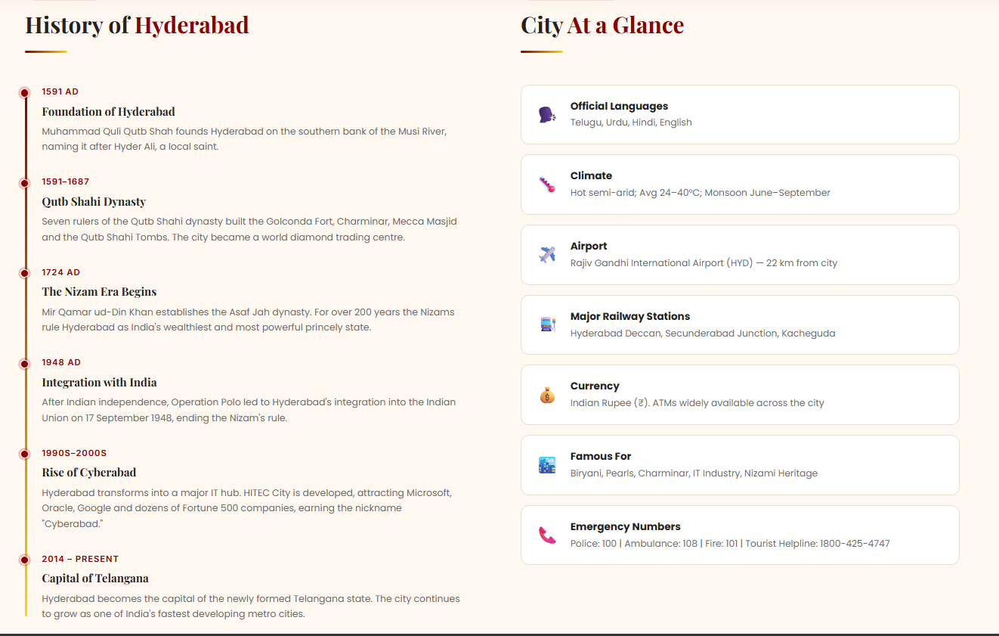 History of Hyderabad
1591 AD
Foundation of Hyderabad
Muhammad Quli Qutb Shah founds Hyderabad on the southern bank of the Musi River,
naming it after Hyder Ali, a local saint.
1591–1687
Qutb Shahi Dynasty
Seven rulers of the Qutb Shahi dynasty built the Golconda Fort, Charminar, Mecca Masjid
and the Qutb Shahi Tombs. The city became a world diamond trading centre.
1724 AD
The Nizam Era Begins
Mir Qamar ud-Din Khan establishes the Asaf Jah dynasty. For over 200 years the Nizams
rule Hyderabad as India's wealthiest and most powerful princely state.
1948 AD
Integration with India
After Indian independence, Operation Polo led to Hyderabad's integration into the Indian
Union on 17 September 1948, ending the Nizam's rule.
1990S–2000S
Rise of Cyberabad
Hyderabad transforms into a major IT hub. HITEC City is developed, attracting Microsoft,
Oracle, Google and dozens of Fortune 500 companies, earning the nickname
"Cyberabad."
2014 – PRESENT
Capital of Telangana
Hyderabad becomes the capital of the newly formed Telangana state. The city continues
to grow as one of India's fastest developing metro cities.
City At a Glance
Official Languages
Telugu, Urdu, Hindi, English
Climate
Hot semi-arid; Avg 24–40°C; Monsoon June–September
Airport
Rajiv Gandhi International Airport (HYD) — 22 km from city
Major Railway Stations
Hyderabad Deccan, Secunderabad Junction, Kacheguda
Currency
Indian Rupee (₹). ATMs widely available across the city
Famous For
Biryani, Pearls, Charminar, IT Industry, Nizami Heritage
Emergency Numbers
Police: 100 | Ambulance: 108 | Fire: 101 | Tourist Helpline: 1800-425-4747